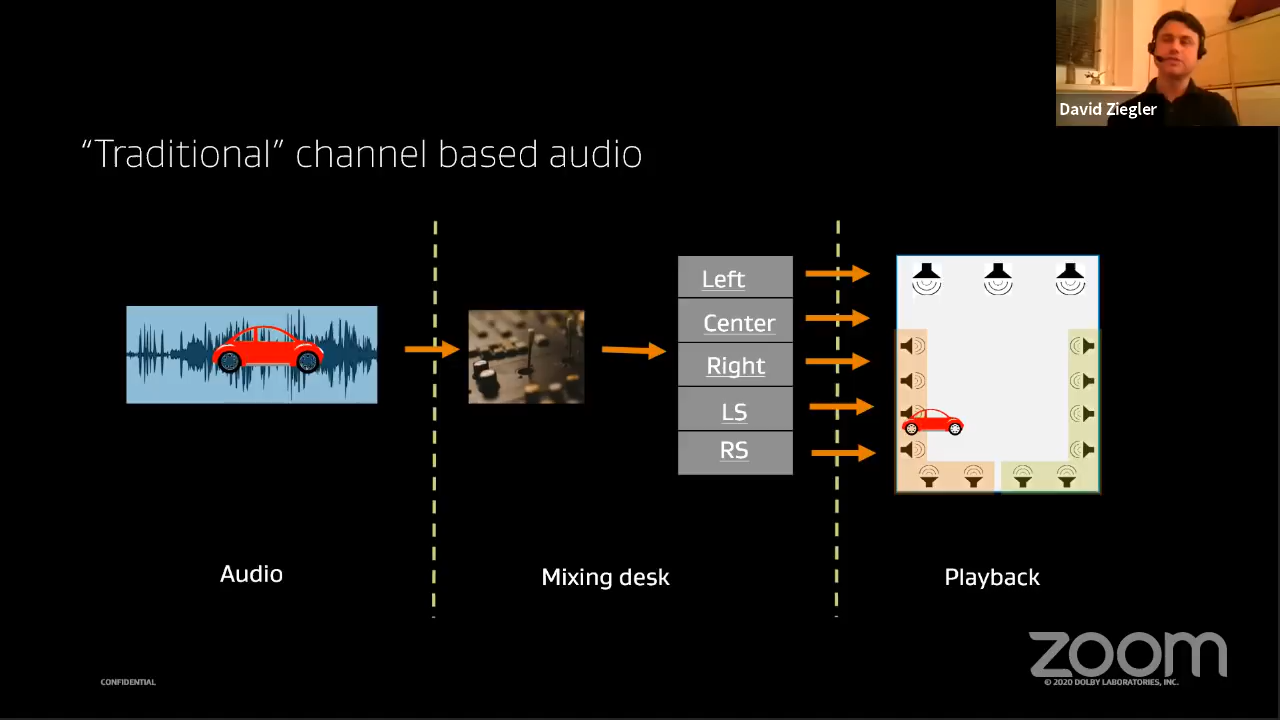 David Ziegler
“Traditional” channel based audio
Left
Center
Right
LS
RS
Audio
Mixing desk
Playback
zoom
CONFIDENTIAL
© 2020 DOLBY LABORATORIES, INC.